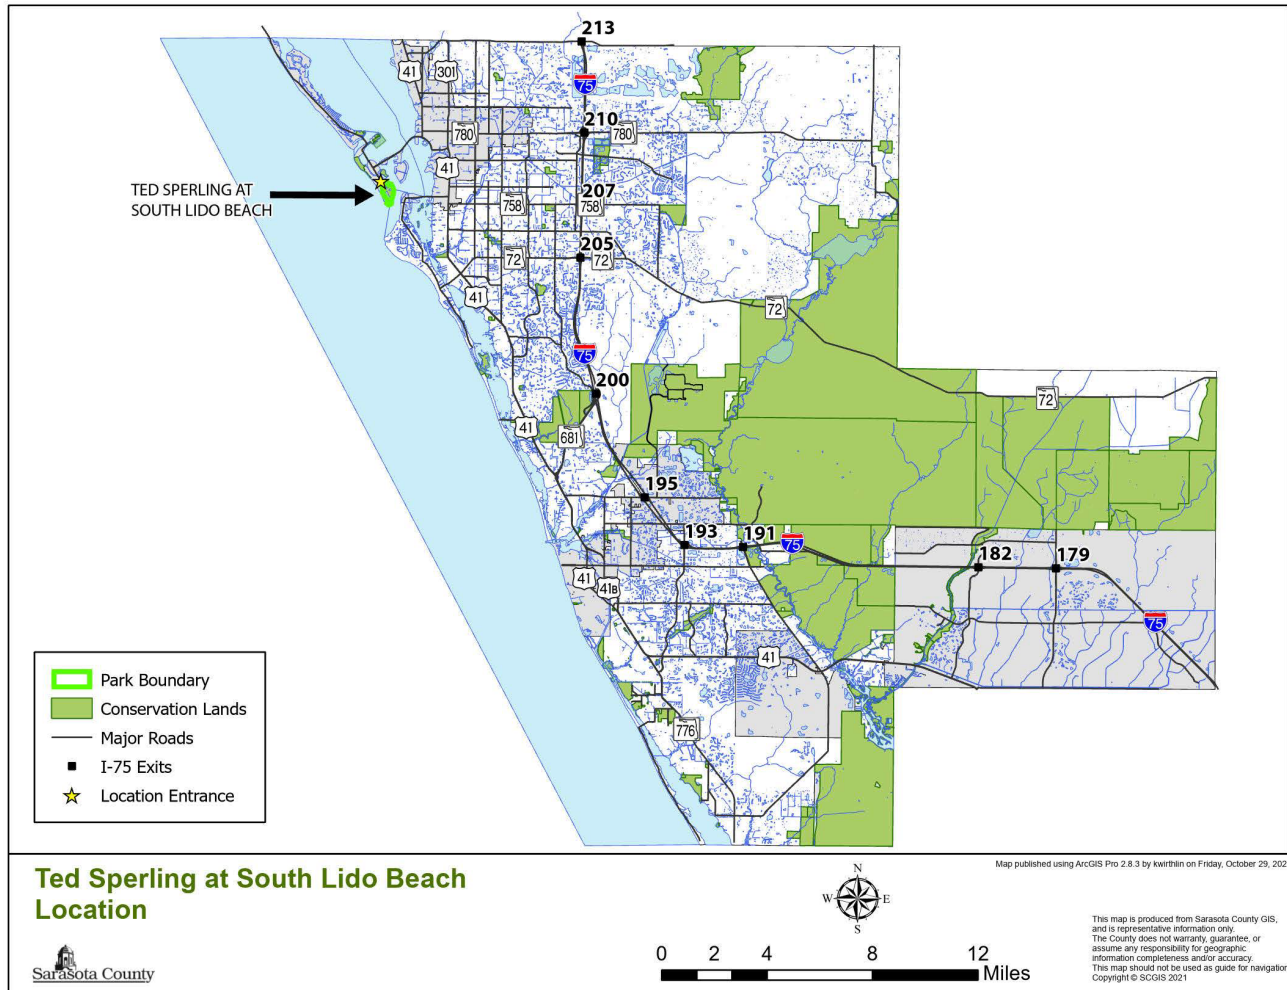 213
41
301
75
210
780
780
41
TED SPERLING AT
SOUTH LIDO BEACH
207
758
758
205
72
72
41
72
75
200
72
41
681
195
193
191
75
182
179
41
41B
75
41
776
Park Boundary
Conservation Lands
Major Roads
I-75 Exits
Location Entrance
Ted Sperling at South Lido Beach
Location
Sarasota County
N
W
E
S
0 2 4 8 12
Miles
Map published using ArcGIS Pro 2.8.3 by kwirthlin on Friday, October 29, 202
This map is produced from Sarasota County GIS,
and is representative information only.
The County does not warranty, guarantee, or
assume any responsibility for geographic
information completeness and/or accuracy.
This map should not be used as guide for navigation
Copyright © SCGIS 2021